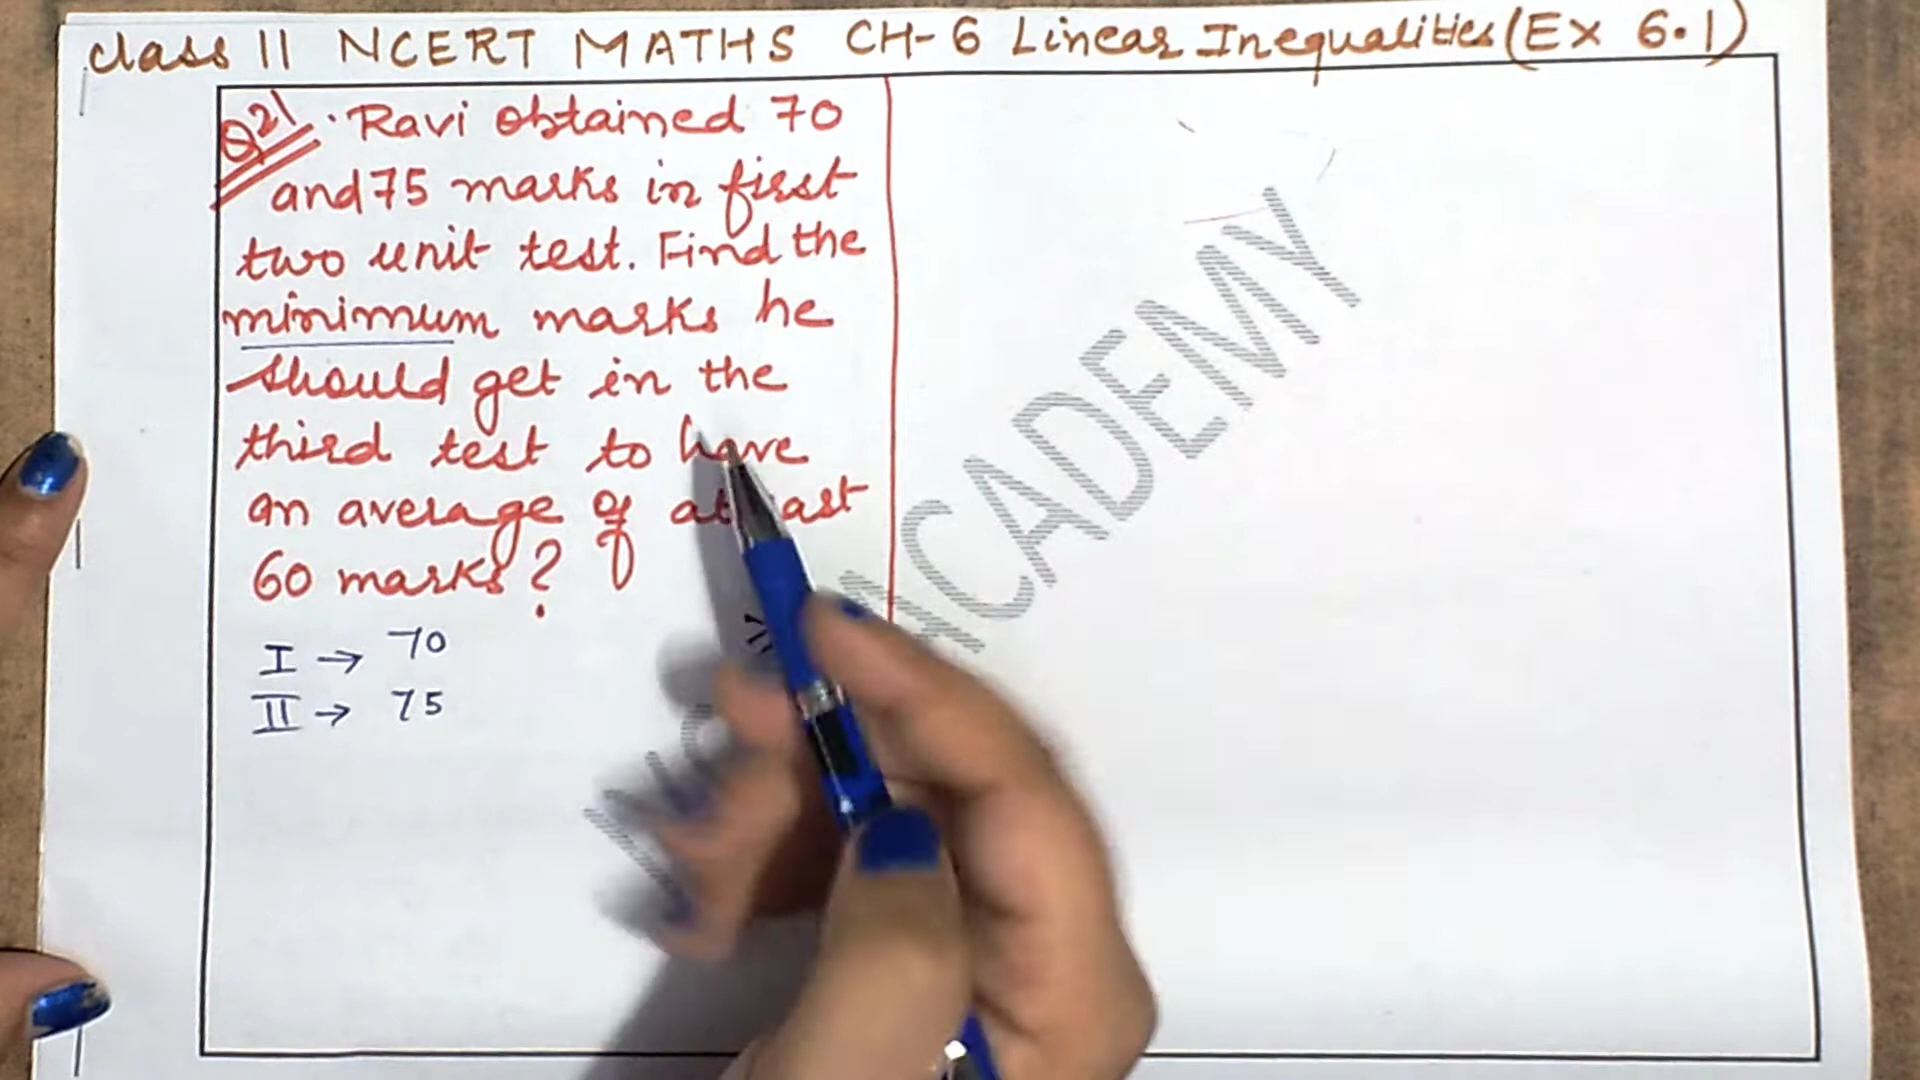 Class 11 NCERT MATHS CH-6 Linear Inequalities (Ex 6.1)
Q21. Ravi obtained 70
and 75 marks in first
two unit test. Find the
minimum marks he
should get in the
third test to have
an average of
60 marks?
I → 70
II → 75
ACADEMY